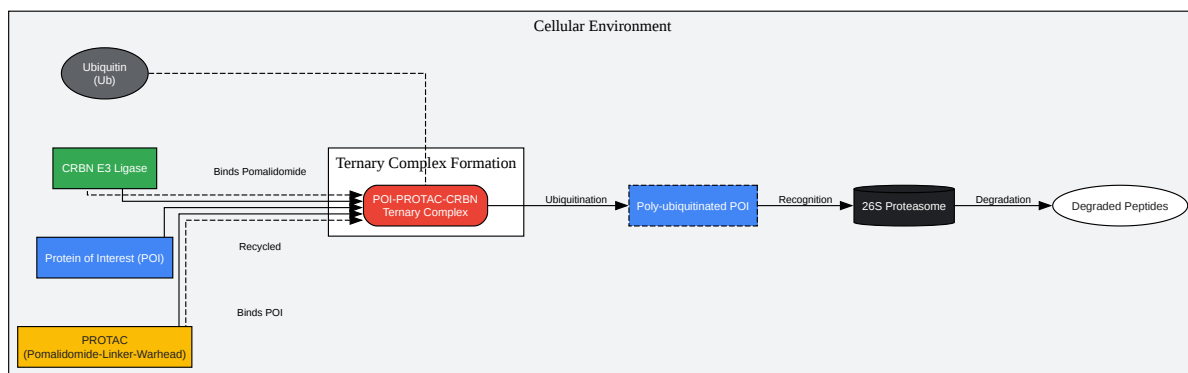 Cellular Environment
Ubiquitin
(Ub)
CRBN E3 Ligase
Binds Pomalidomide
Ternary Complex Formation
POI-PROTAC-CRBN
Ternary Complex
Ubiquitination
Poly-ubiquitinated POI
Recognition
26S Proteasome
Degradation
Degraded Peptides
Recycled
Protein of Interest (POI)
Binds POI
PROTAC
(Pomalidomide-Linker-Warhead)